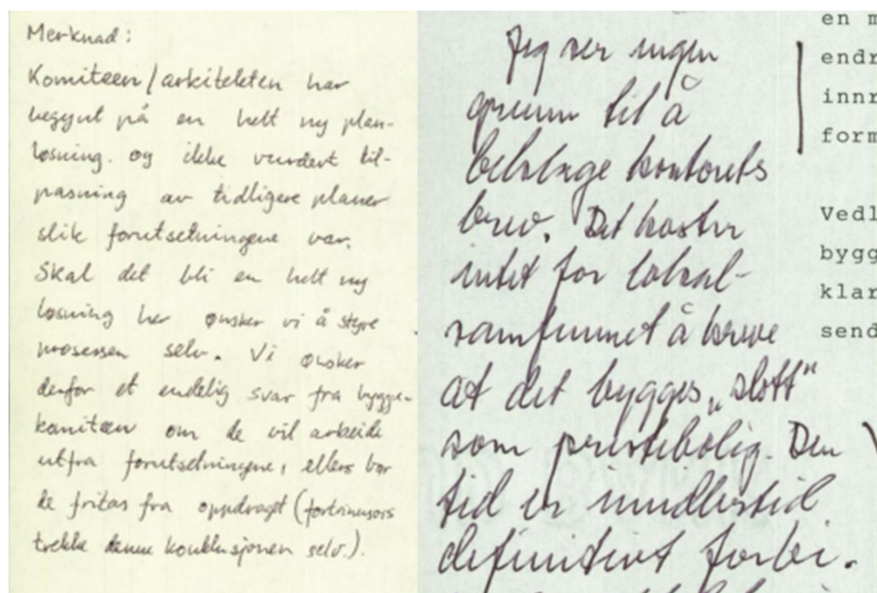 Merknad:
Komiteen/arkitekten har
begynt på en helt ny plan-
løsning. og ikke vurdert til-
pasning av tidligere planer
slik forutsetningene var.
Skal det bli en helt ny
løsning her ønsker vi å styre
prosessen selv. Vi ønsker
derfor et endelig svar fra bygge-
komitéen om de vil arbeide
utfra forutsetningene, ellers bør
de fritas fra oppdraget (fortrinnsvis
trekke denne konklusjonen selv.).
Jeg ser ingen
grunn til å
beklage kontorets
brev. Det koster
intet for lokal-
samfunnet å kreve
at det bygges "slott"
som prestebolig. Den
tid er imidlertid
definitivt forbi.
en m
endr
innr
form
Vedl
bygg
klar
send